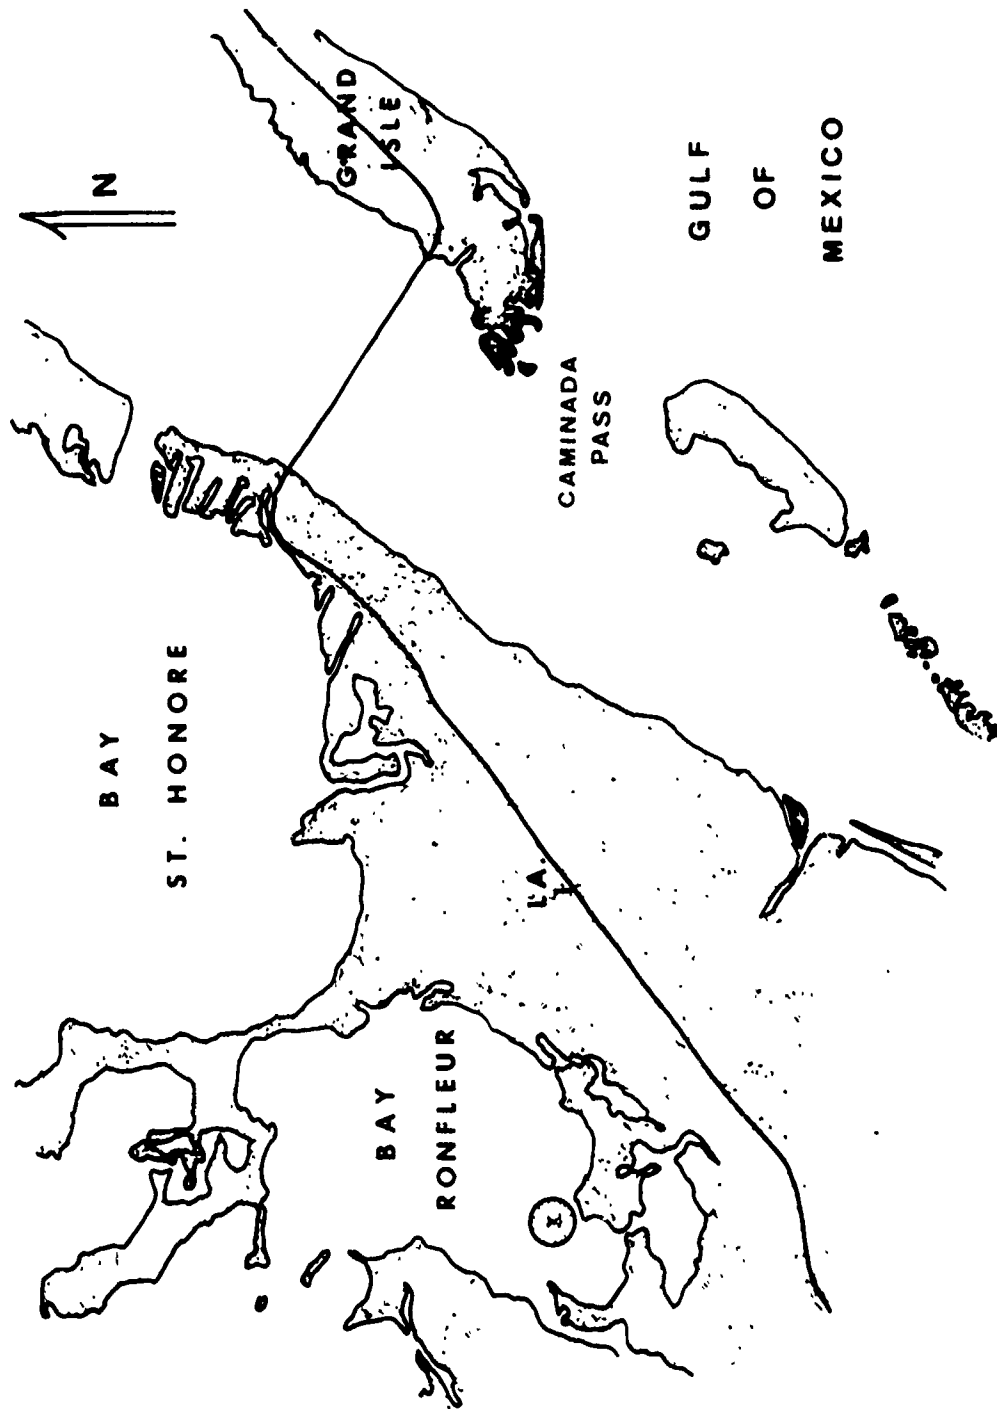 N
GRAND
ISLE
GULF
OF
MEXICO
CAMINADA
PASS
BAY
ST. HONORE
LA. 1
BAY
RONFLEUR
X